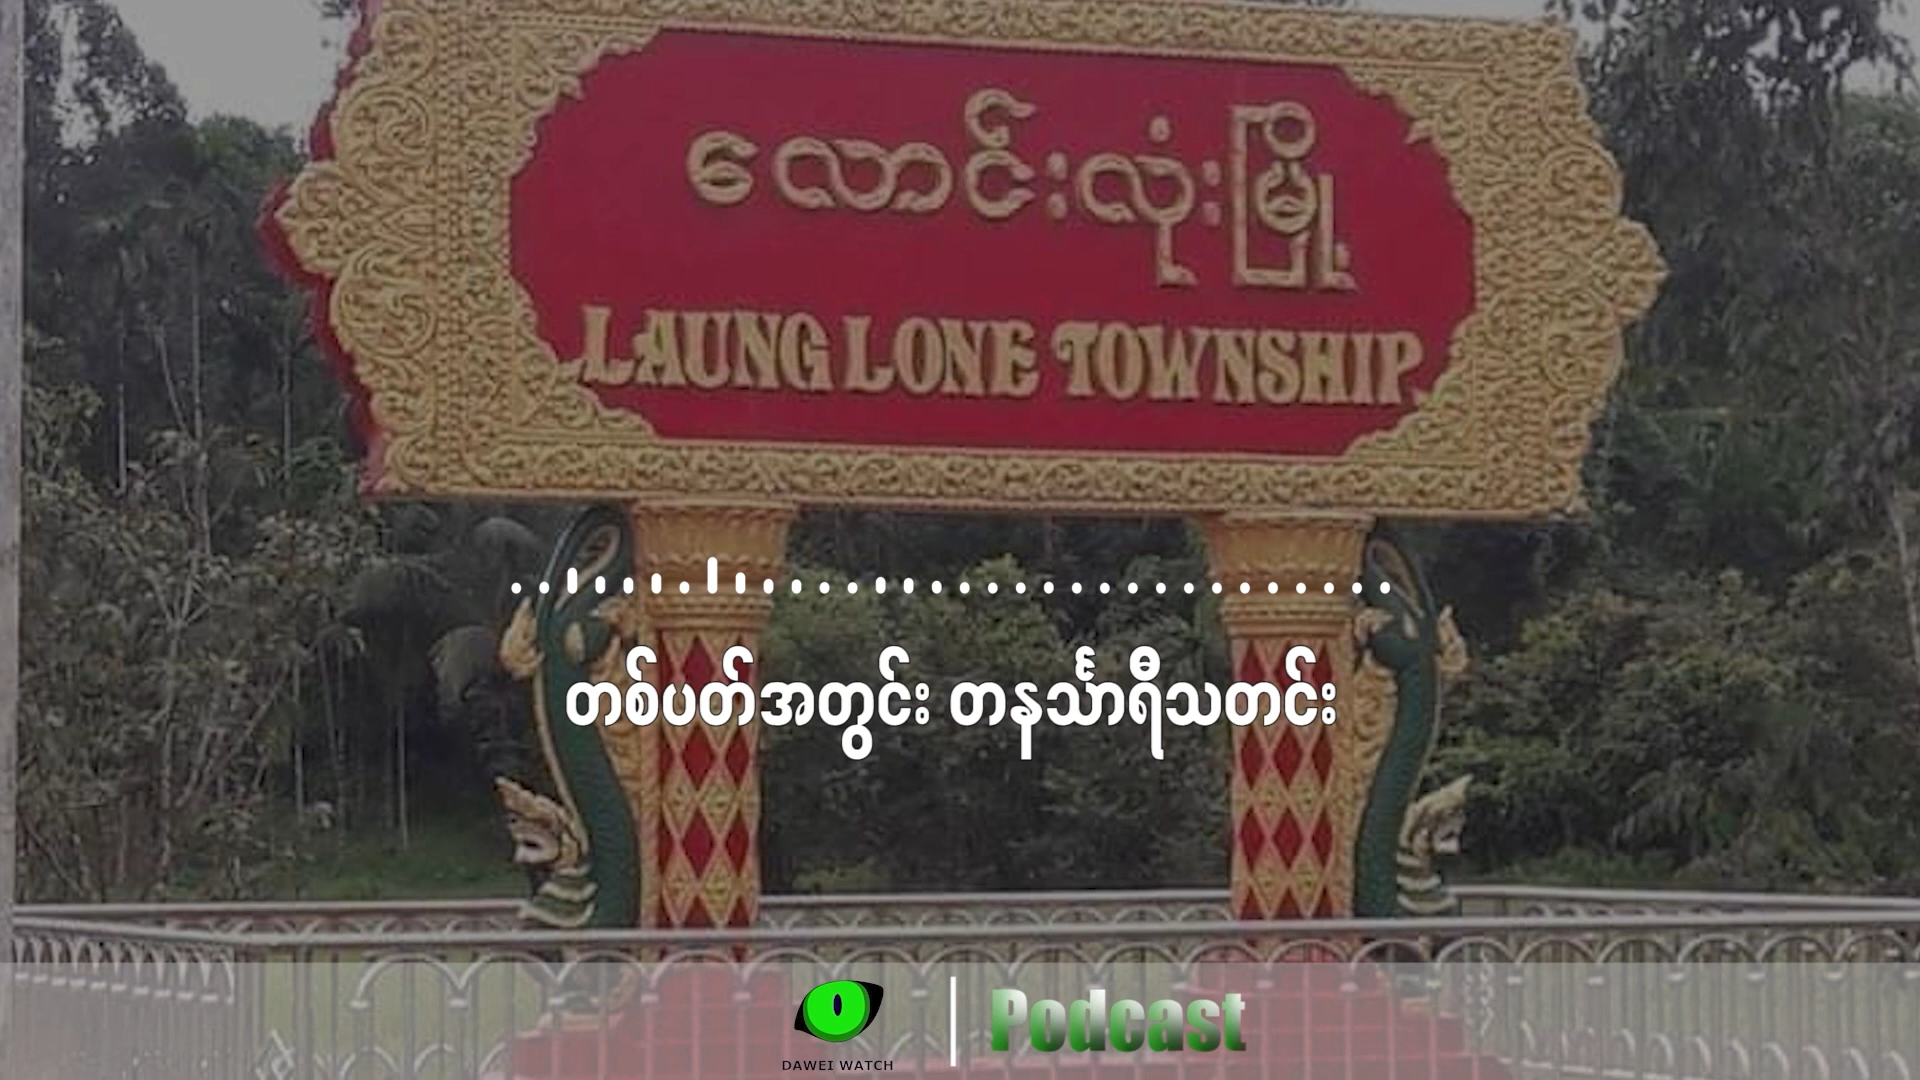 လောင်းလုံးမြို့
LAUNG LONE TOWNSHIP
တစ်ပတ်အတွင်း တနင်္သာရီသတင်း
DAWEI WATCH
Podcast